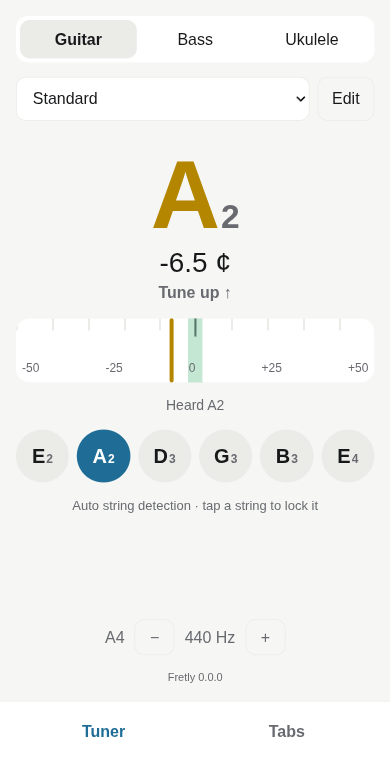 Guitar Bass Ukulele
Standard Edit
A2
-6.5 ¢
Tune up ↑
-50 -25 0 +25 +50
Heard A2
E2 A2 D3 G3 B3 E4
Auto string detection · tap a string to lock it
A4 − 440 Hz +
Fretly 0.0.0
Tuner Tabs